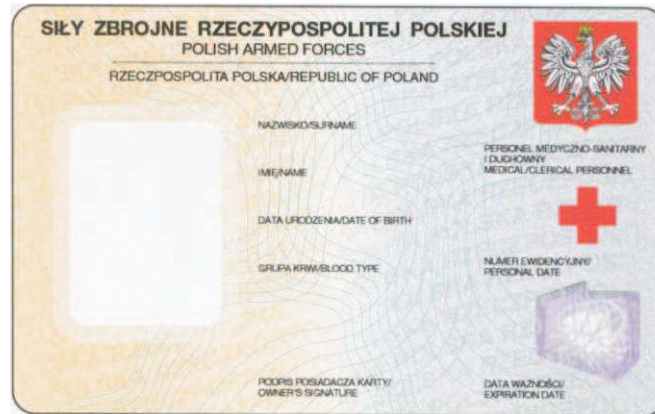 SIŁY ZBROJNE RZECZYPOSPOLITEJ POLSKIEJ
POLISH ARMED FORCES
RZECZPOSPOLITA POLSKA/REPUBLIC OF POLAND
NAZWISKO/SURNAME
IMIĘ/NAME
DATA URODZENIA/DATE OF BIRTH
GRUPA KRWI/BLOOD TYPE
PODPIS POSIADACZA KARTY/
OWNER'S SIGNATURE
PERSONEL MEDYCZNO-SANITARNY
I DUCHOWNY
MEDICAL/CLERICAL PERSONNEL
NUMER EWIDENCYJNY/
PERSONAL DATE
DATA WAŻNOŚCI/
EXPIRATION DATE